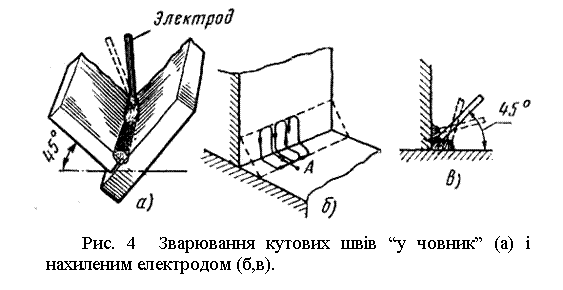 Электрод
45°
45°
A
а)
б)
в)
Рис. 4 Зварювання кутових швів “у човник” (а) і
нахиленим електродом (б,в).